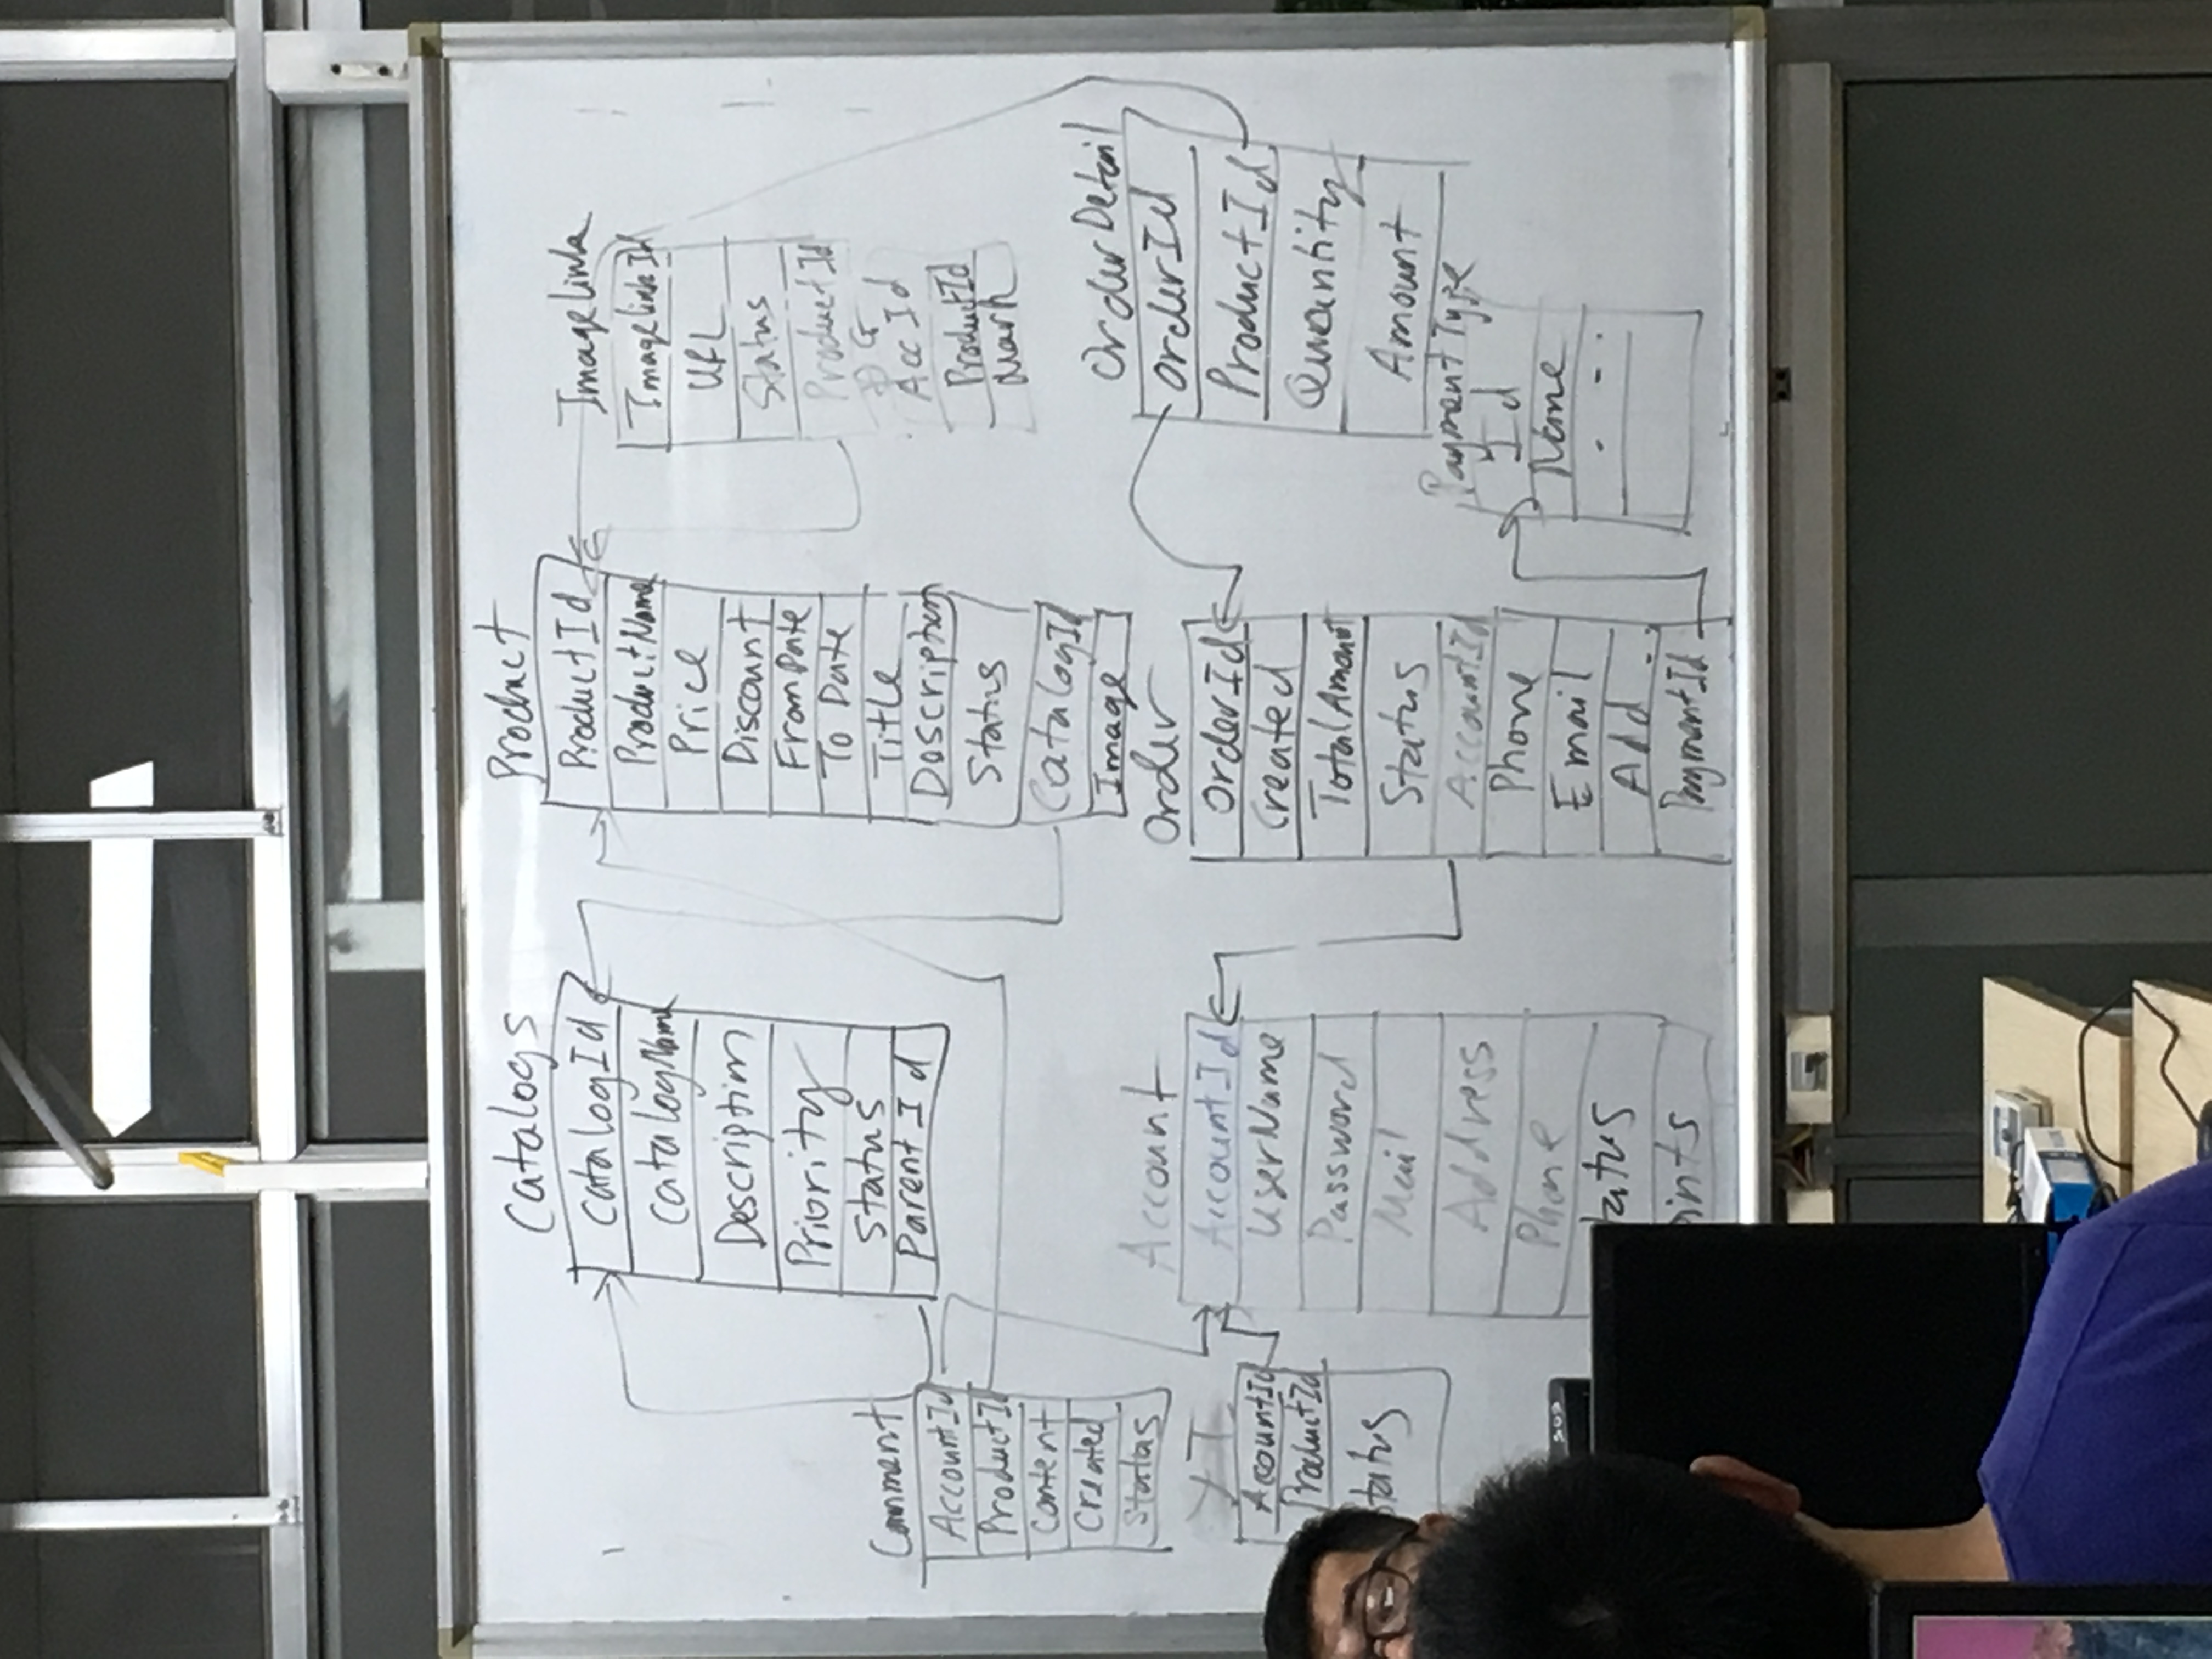 Catalogs
CatalogId
CatalogName
Description
Priority
Status
Parent Id
Product
ProductId
ProductName
Price
Discount
FromDate
To Date
Title
Description
Status
CatalogId
Image
Imagelink
ImagelinkId
URL
Status
ProductId
ĐG
AccId
ProductId
Mark
Comment
AccountId
ProductId
Content
Created
Status
YT
AccountId
ProductId
Status
Account
AccountId
UserName
Password
Mail
Address
Phone
tatus
ints
Order
OrderId
Created
TotalAmount
Status
AccountId
Phone
Email
Add...
PaymentId
OrderDetail
OrderId
ProductId
Quantity
Amount
PaymentType
Id
Name
- - .